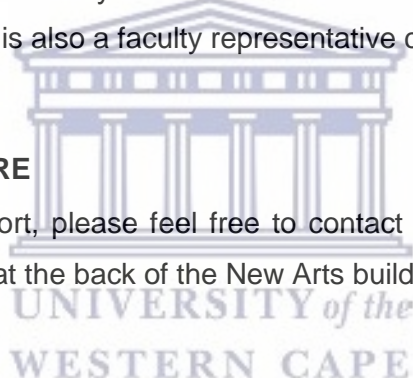 is also a faculty representative o
RE
ort, please feel free to contact
at the back of the New Arts build
UNIVERSITY of the
WESTERN CAPE